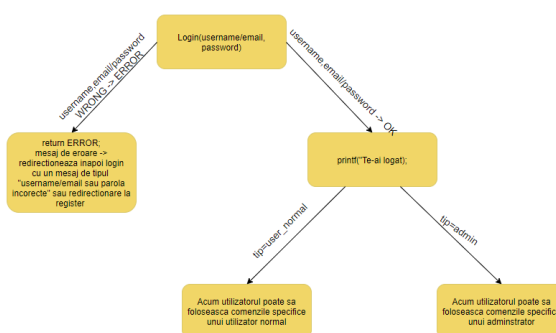 Login(username/email,
password)
username,email/password
WRONG -> ERROR
username,email/password -> OK
return ERROR;
mesaj de eroare ->
redirectioneaza inapoi login
cu un mesaj de tipul
"username/email sau parola
incorecte" sau redirectionare la
register
printf("Te-ai logat);
tip=user_normal
tip=admin
Acum utilizatorul poate sa
foloseasca comenzile specifice
unui utilizator normal
Acum utilizatorul poate sa
foloseasca comenzile specifice
unui adminstrator